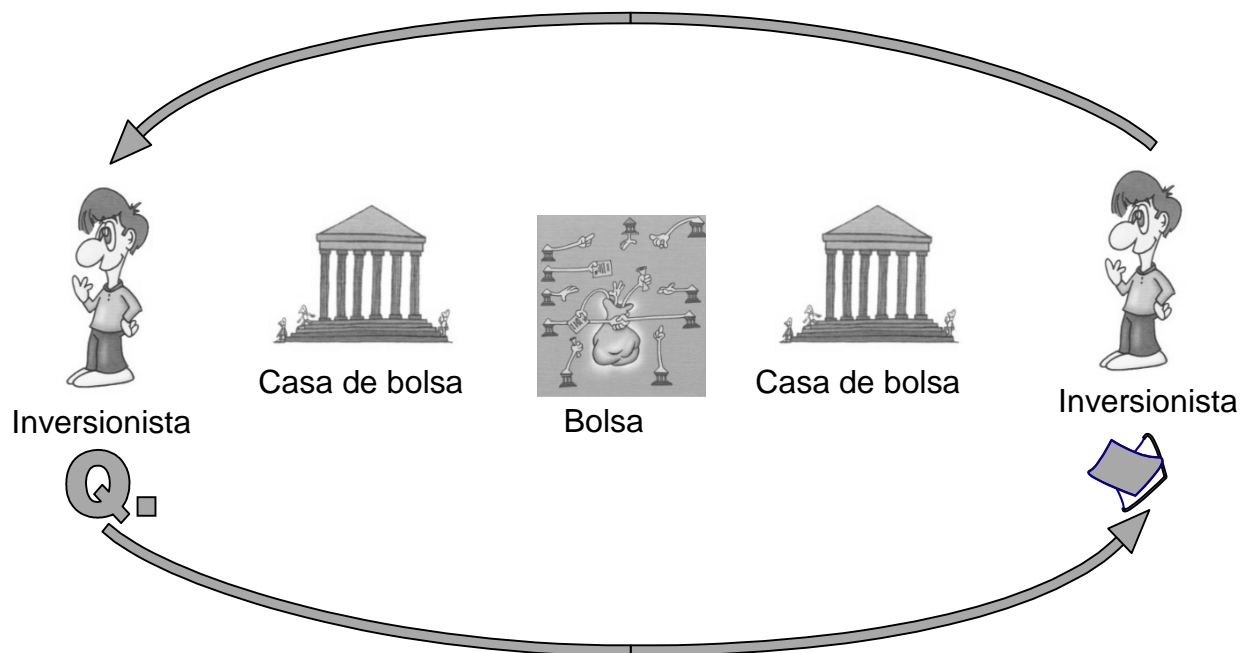 Casa de bolsa
Casa de bolsa
Inversionista
Bolsa
Inversionista
Q.